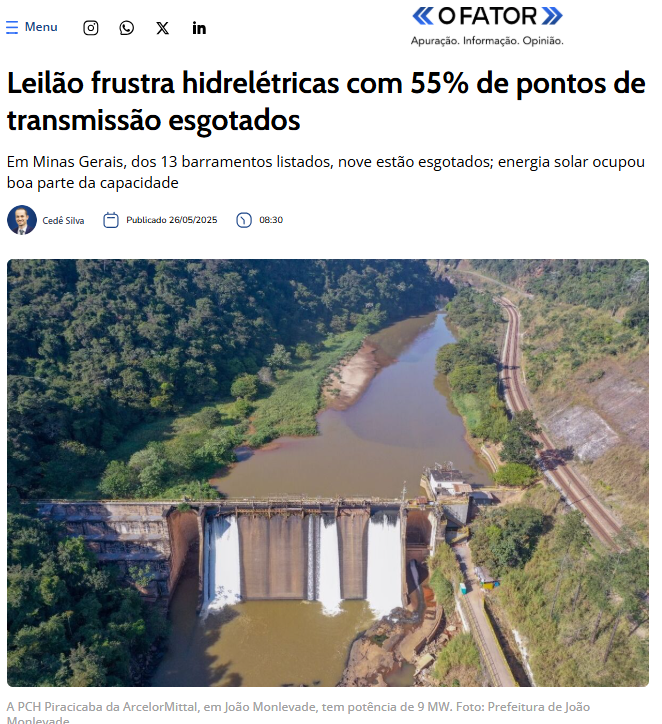 Menu
O FATOR
Apuração. Informação. Opinião.
Leilão frustra hidrelétricas com 55% de pontos de
transmissão esgotados
Em Minas Gerais, dos 13 barramentos listados, nove estão esgotados; energia solar ocupou
boa parte da capacidade
Cedê Silva
Publicado 26/05/2025
08:30
A PCH Piracicaba da ArcelorMittal, em João Monlevade, tem potência de 9 MW. Foto: Prefeitura de João
Monlevade